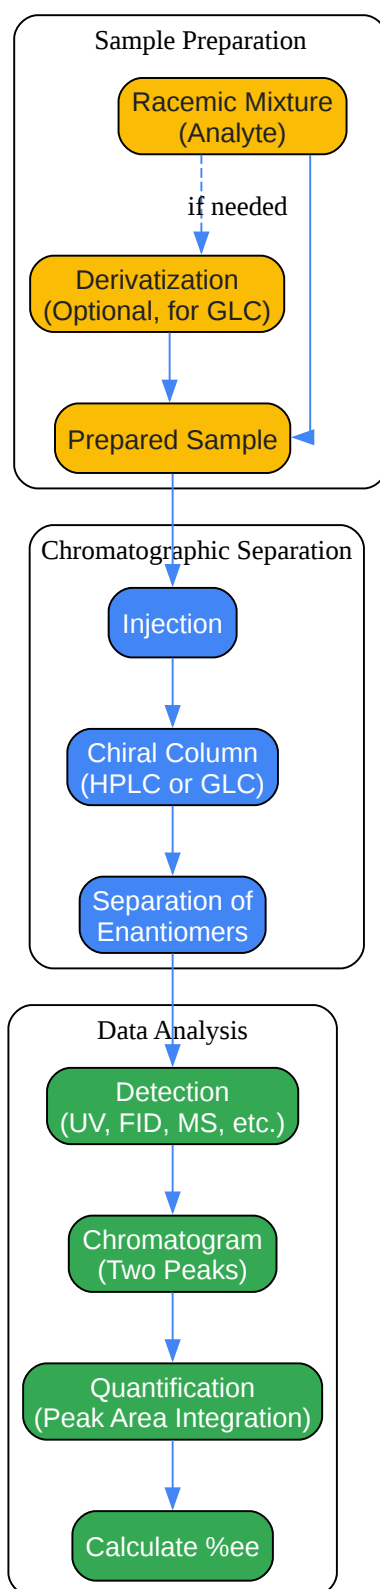 Sample Preparation
Racemic Mixture
(Analyte)
if needed
Derivatization
(Optional, for GLC)
Prepared Sample
Chromatographic Separation
Injection
Chiral Column
(HPLC or GLC)
Separation of
Enantiomers
Data Analysis
Detection
(UV, FID, MS, etc.)
Chromatogram
(Two Peaks)
Quantification
(Peak Area Integration)
Calculate %ee